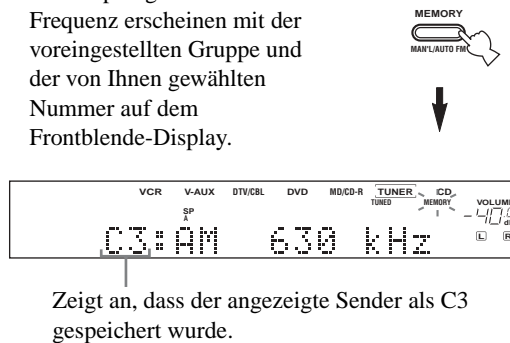 Frequenz erscheinen mit der
voreingestellten Gruppe und
der von Ihnen gewählten
Nummer auf dem
Frontblende-Display.
MEMORY
MAN'L/AUTO FM
VCR V-AUX DTV/CBL DVD MD/CD-R TUNER CD
TUNED MEMORY VOLUME
SP
A
C3:AM 630 kHz
L R
Zeigt an, dass der angezeigte Sender als C3
gespeichert wurde.